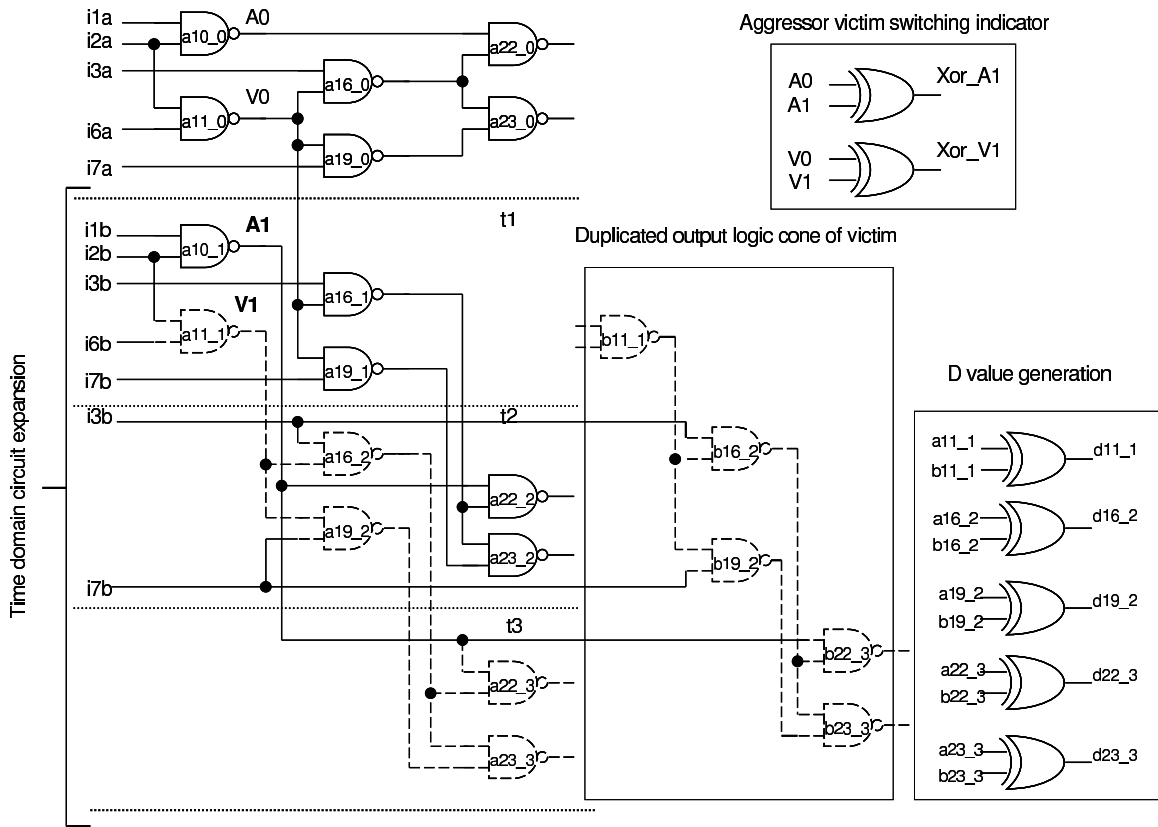 i1a
i2a
i3a
i6a
i7a
a10_0
A0
a11_0
V0
a16_0
a19_0
a22_0
a23_0
Aggressor victim switching indicator
A0
A1
Xor_A1
V0
V1
Xor_V1
Time domain circuit expansion
t1
i1b
i2b
i3b
i6b
i7b
a10_1
A1
a11_1
V1
a16_1
a19_1
t2
i3b
i7b
a16_2
a19_2
a22_2
a23_2
t3
a22_3
a23_3
Duplicated output logic cone of victim
b11_1
b16_2
b19_2
b22_3
b23_3
D value generation
a11_1
b11_1
d11_1
a16_2
b16_2
d16_2
a19_2
b19_2
d19_2
a22_3
b22_3
d22_3
a23_3
b23_3
d23_3